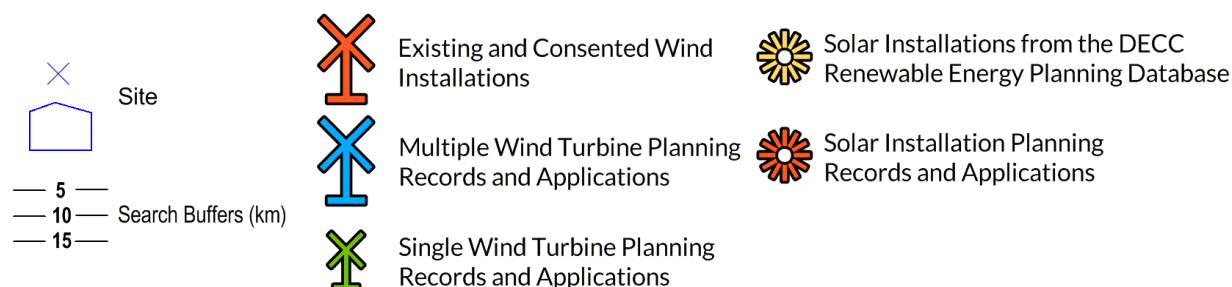 Site
5
10
15
Search Buffers (km)
Existing and Consented Wind
Installations
Multiple Wind Turbine Planning
Records and Applications
Single Wind Turbine Planning
Records and Applications
Solar Installations from the DECC
Renewable Energy Planning Database
Solar Installation Planning
Records and Applications